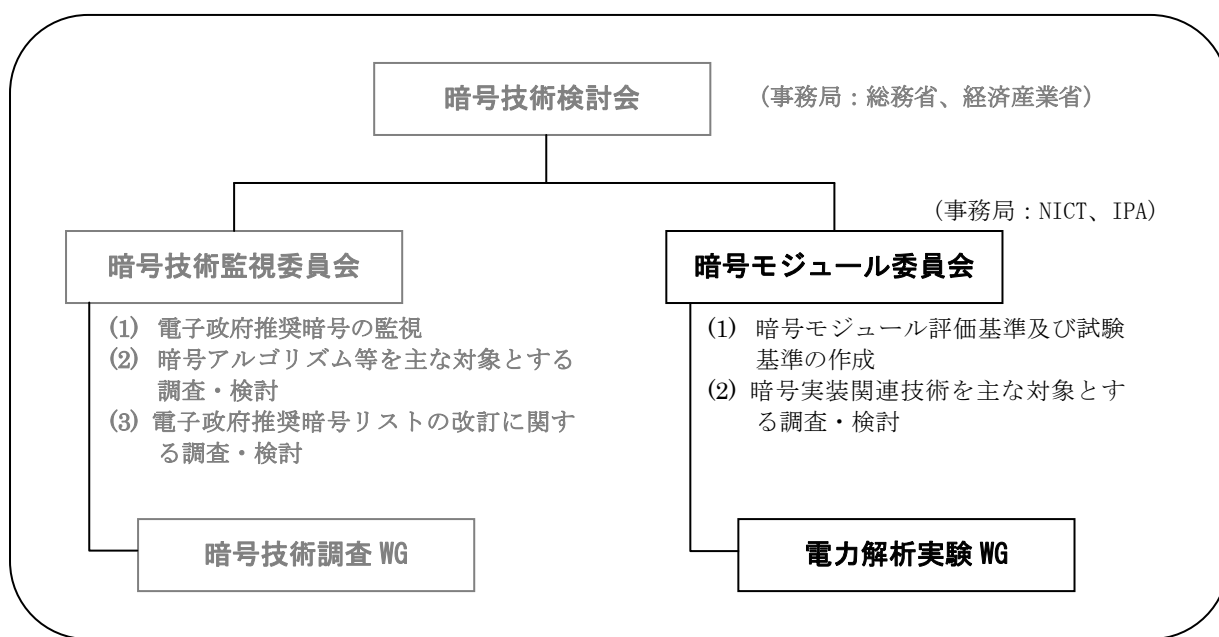 暗号技術検討会
(事務局：総務省、経済産業省)
(事務局：NICT、IPA)
暗号技術監視委員会
(1) 電子政府推奨暗号の監視
(2) 暗号アルゴリズム等を主な対象とする
調査・検討
(3) 電子政府推奨暗号リストの改訂に関す
る調査・検討
暗号技術調査 WG
暗号モジュール委員会
(1) 暗号モジュール評価基準及び試験
基準の作成
(2) 暗号実装関連技術を主な対象とす
る調査・検討
電力解析実験 WG